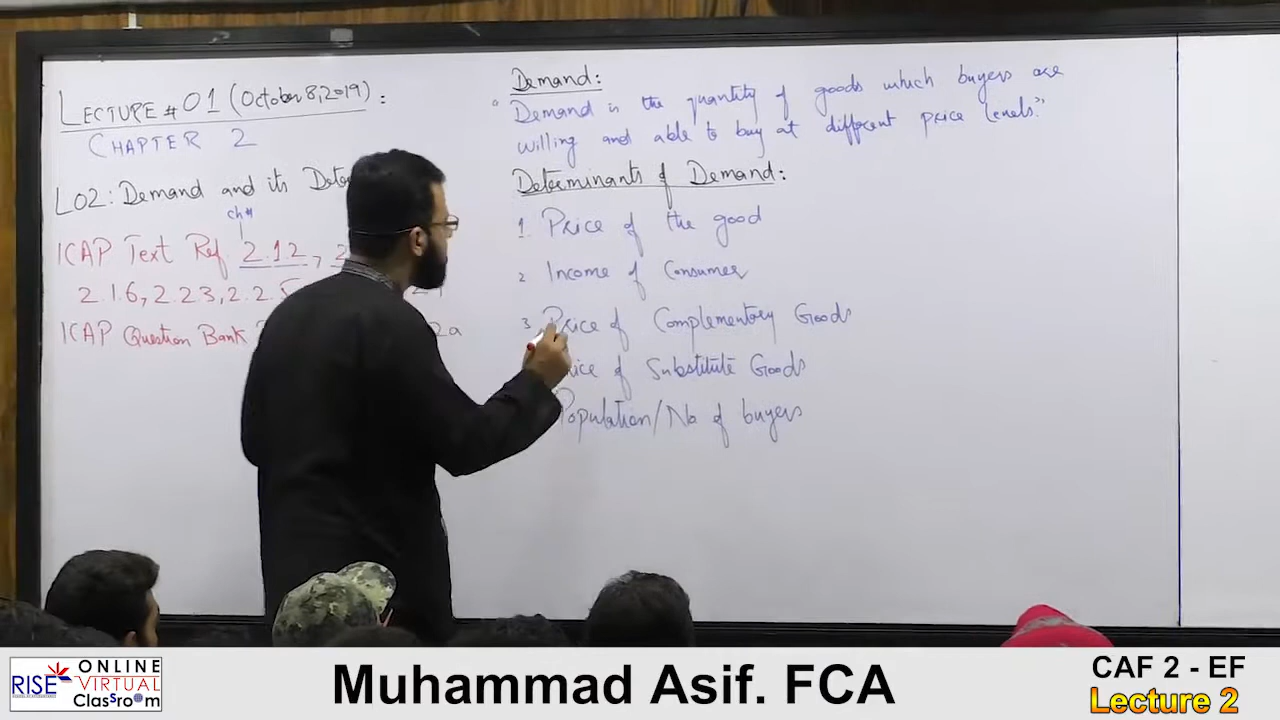 LECTURE # 01 (October 8, 2019) :
CHAPTER 2
LO2: Demand and its
ch#
ICAP Text Ref 2.12,
2.1.6, 2.23, 2.2.
ICAP Question Bank 2a
Demand:
"Demand is the quantity of goods which buyers are
willing and able to buy at different price levels."
Determinants of Demand:
1. Price of the good
2 Income of Consumer
3 Price of Complementary Goods
Price of Substitute Goods
Population/No of buyers
RISE
ONLINE
VIRTUAL
Classroom
Muhammad Asif. FCA
CAF 2 - EF
Lecture 2